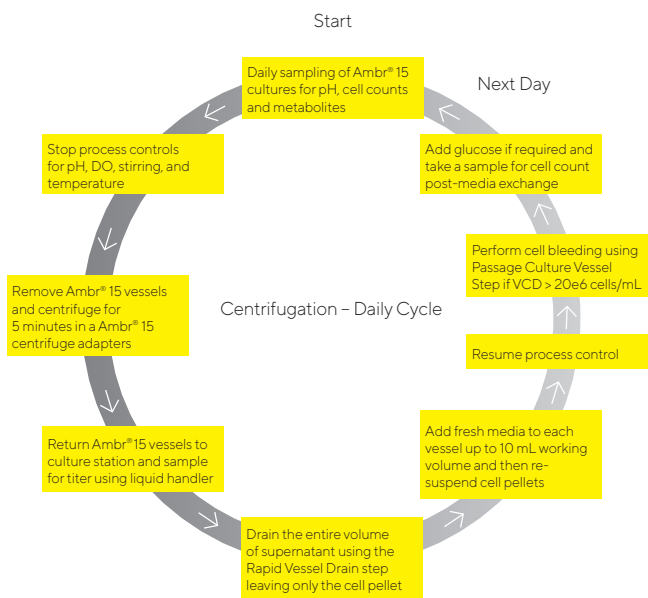 Start
Daily sampling of Ambr® 15
cultures for pH, cell counts
and metabolites
Stop process controls
for pH, DO, stirring, and
temperature
Remove Ambr® 15 vessels
and centrifuge for
5 minutes in a Ambr® 15
centrifuge adapters
Return Ambr® 15 vessels to
culture station and sample
for titer using liquid handler
Drain the entire volume
of supernatant using the
Rapid Vessel Drain step
leaving only the cell pellet
Add fresh media to each
vessel up to 10 mL working
volume and then re-
suspend cell pellets
Resume process control
Perform cell bleeding using
Passage Culture Vessel
Step if VCD > 20e6 cells/mL
Add glucose if required and
take a sample for cell count
post-media exchange
Next Day
Centrifugation – Daily Cycle